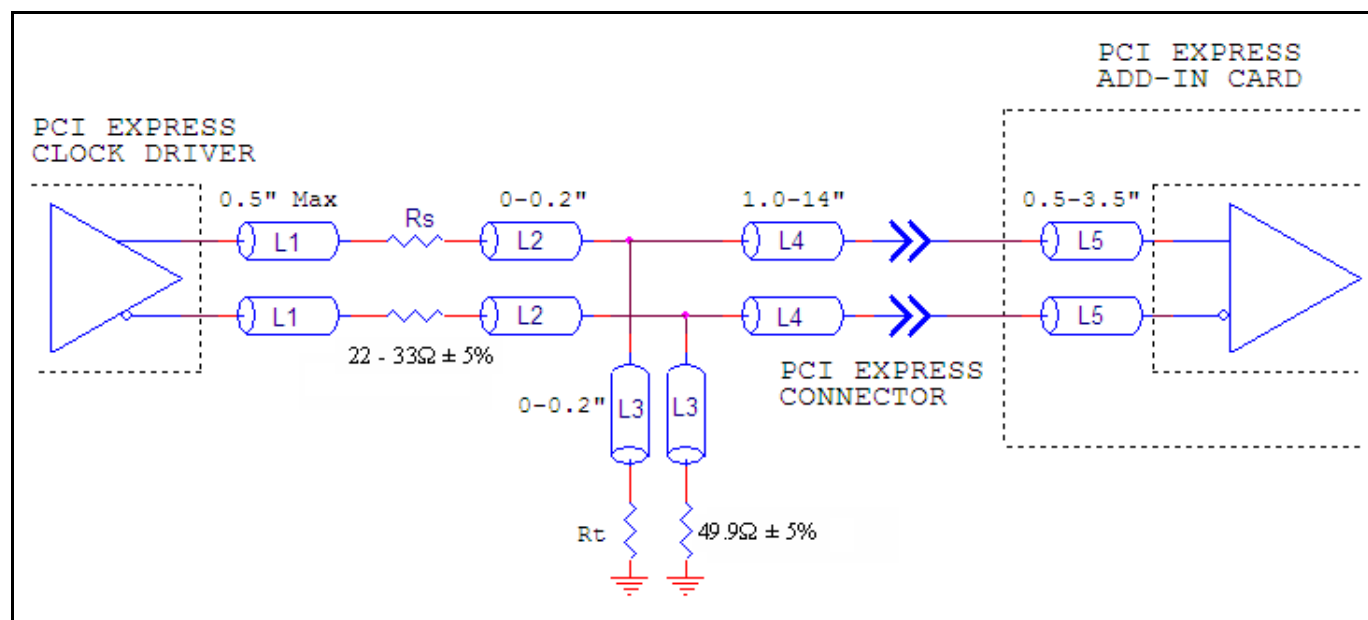 PCI EXPRESS
ADD-IN CARD
PCI EXPRESS
CLOCK DRIVER
0.5" Max
Rs
0-0.2"
1.0-14"
0.5-3.5"
L1
L2
L4
L5
L1
L2
L4
L5
22 - 33Ω ± 5%
PCI EXPRESS
CONNECTOR
0-0.2"
L3
L3
Rt
49.9Ω ± 5%